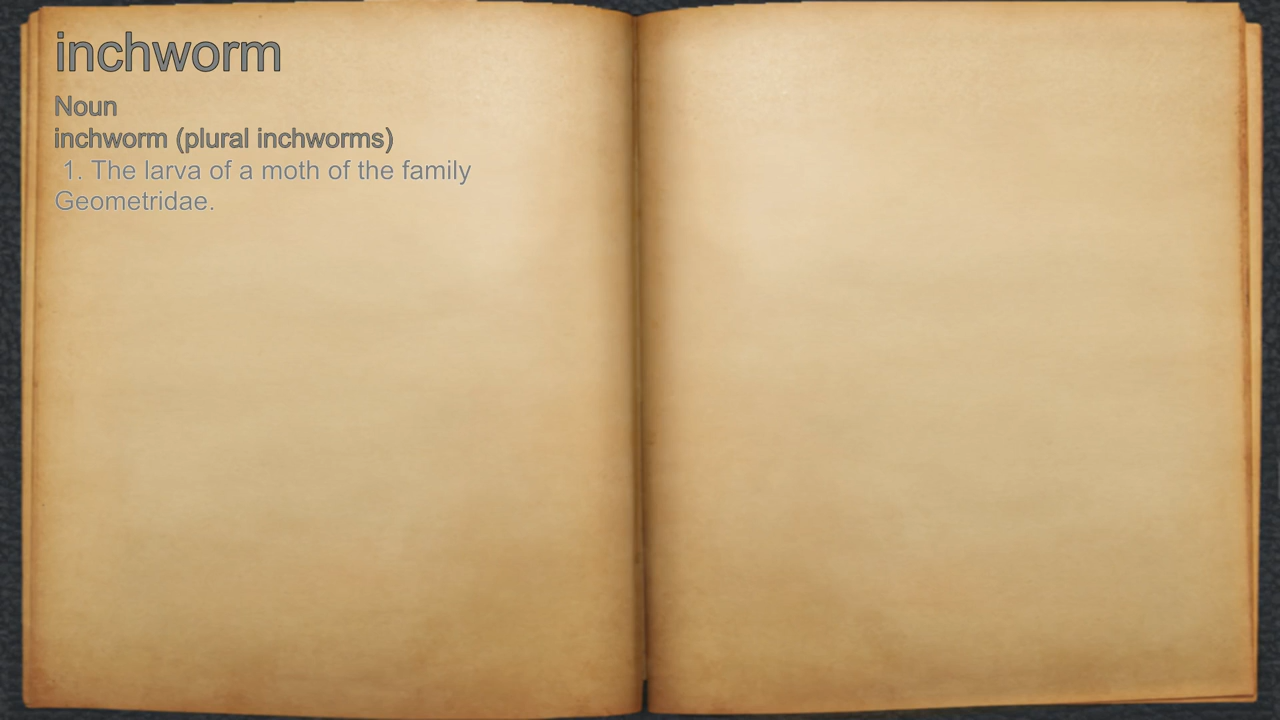 inchworm
Noun
inchworm (plural inchworms)
1. The larva of a moth of the family
Geometridae.